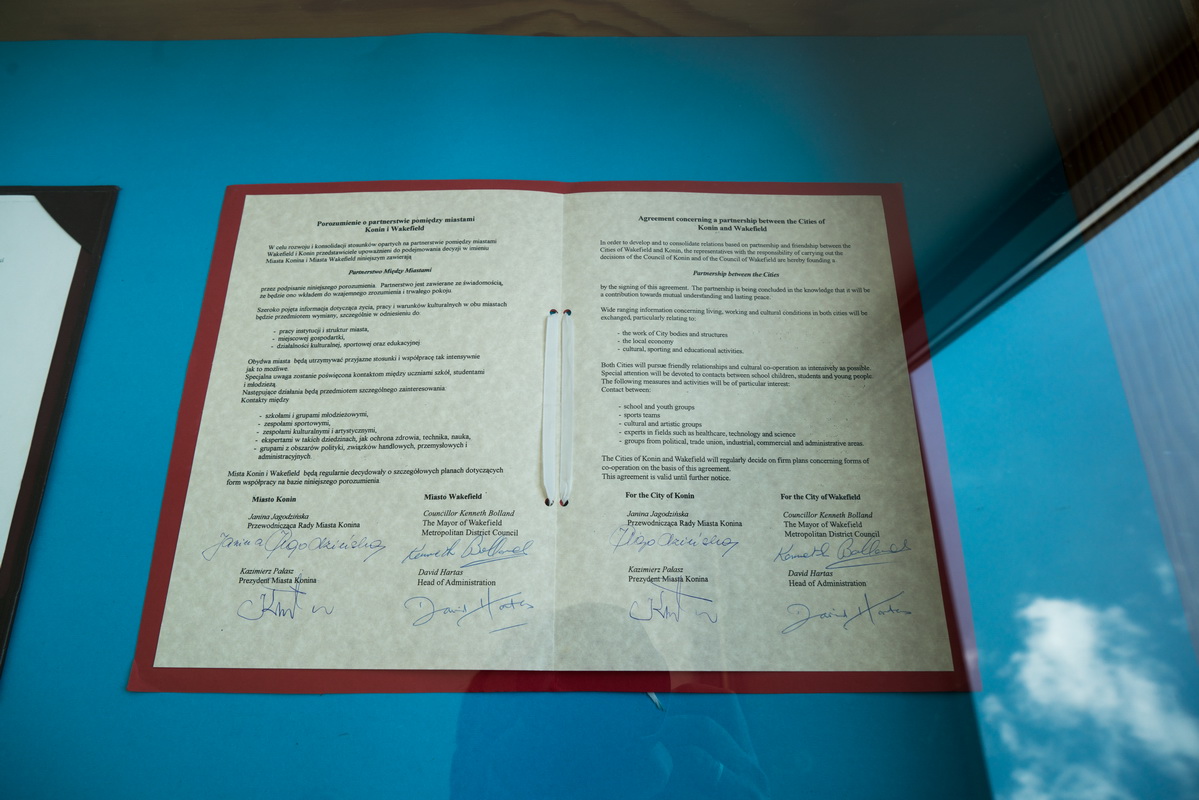 Porozumienie o partnerstwie pomiędzy miastami
Konin i Wakefield
W celu rozwoju i konsolidacji stosunków opartych na partnerstwie pomiędzy miastami
Wakefield i Konin przedstawiciele upoważnieni do podejmowania decyzji w imieniu
Miasta Konina i Miasta Wakefield niniejszym zawierają
Partnerstwo Między Miastami
przez podpisanie niniejszego porozumienia. Partnerstwo jest zawierane ze świadomością,
że będzie ono wkładem do wzajemnego zrozumienia i trwałego pokoju
Szeroko pojęta informacja dotycząca życia, pracy i warunków kulturalnych w obu miastach
będzie przedmiotem wymiany, szczególnie w odniesieniu do
- pracy instytucji i struktur miasta,
- miejscowej gospodarki,
- działalności kulturalnej, sportowej oraz edukacyjnej
Obydwa miasta będą utrzymywać przyjazne stosunki i współpracę tak intensywnie
jak to możliwe
Specjalna uwaga zostanie poświęcona kontaktom między uczniami szkół, studentami
i młodzieżą.
Następujące działania będą przedmiotem szczególnego zainteresowania:
Kontakty między
- szkołami i grupami młodzieżowymi,
- zespołami sportowymi,
- zespołami kulturalnymi i artystycznymi,
- ekspertami w takich dziedzinach, jak ochrona zdrowia, technika, nauka,
- grupami z obszarów polityki, związków handlowych, przemysłowych i
administracyjnych
Mista Konin i Wakefield będą regularnie decydowały o szczegółowych planach dotyczących
form współpracy na bazie niniejszego porozumienia
Miasto Konin
Miasto Wakefield
Janina Jagodzińska
Przewodnicząca Rady Miasta Konina
Councillor Kenneth Bolland
The Mayor of Wakefield
Metropolitan District Council
Janina Jagodzińska
Kenneth Bolland
Kazimierz Pałasz
Prezydent Miasta Konina
David Hartas
Head of Administration
David Hartas
Agreement concerning a partnership between the Cities of
Konin and Wakefield
In order to develop and to consolidate relations based on partnership and friendship between the
Cities of Wakefield and Konin, the representatives with the responsibility of carrying out the
decisions of the Council of Konin and of the Council of Wakefield are hereby founding a
Partnership between the Cities
by the signing of this agreement. The partnership is being concluded in the knowledge that it will be
a contribution towards mutual understanding and lasting peace.
Wide ranging information concerning living, working and cultural conditions in both cities will be
exchanged, particularly relating to:
- the work of City bodies and structures
- the local economy
- cultural, sporting and educational activities.
Both Cities will pursue friendly relationships and cultural co-operation as intensively as possible.
Special attention will be devoted to contacts between school children, students and young people.
The following measures and activities will be of particular interest:
Contact between:
- school and youth groups
- sports teams
- cultural and artistic groups
- experts in fields such as healthcare, technology and science
- groups from political, trade union, industrial, commercial and administrative areas.
The Cities of Konin and Wakefield will regularly decide on firm plans concerning forms of
co-operation on the basis of this agreement.
This agreement is valid until further notice.
For the City of Konin
For the City of Wakefield
Janina Jagodzińska
Przewodnicząca Rady Miasta Konina
Councillor Kenneth Bolland
The Mayor of Wakefield
Metropolitan District Council
Jagodzińska
Kenneth Bolland
Kazimierz Pałasz
Prezydent Miasta Konina
David Hartas
Head of Administration
David Hartas